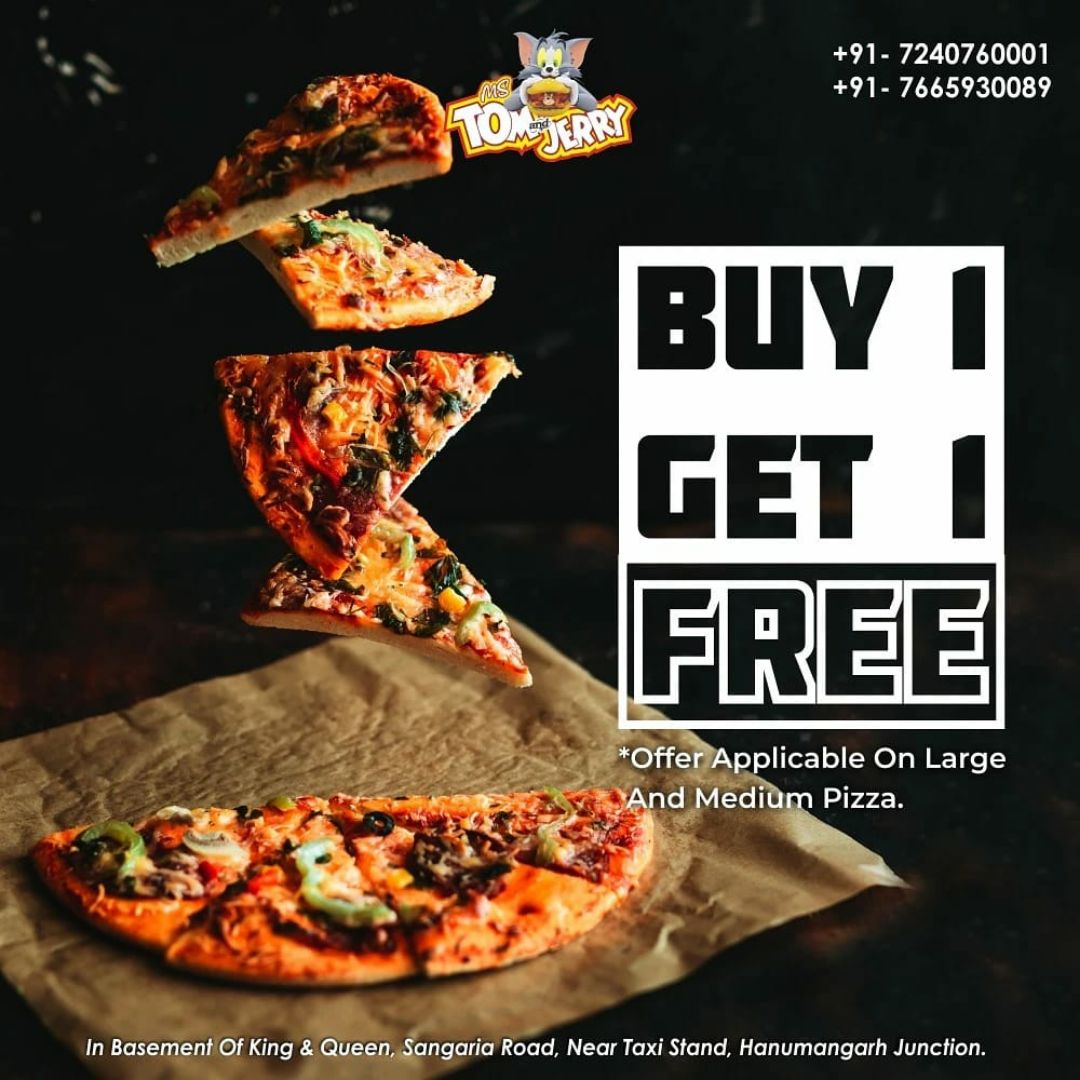 MS
TOM and JERRY
+91- 7240760001
+91- 7665930089
BUY 1
GET 1
FREE
*Offer Applicable On Large
And Medium Pizza.
In Basement Of King & Queen, Sangaria Road, Near Taxi Stand, Hanumangarh Junction.